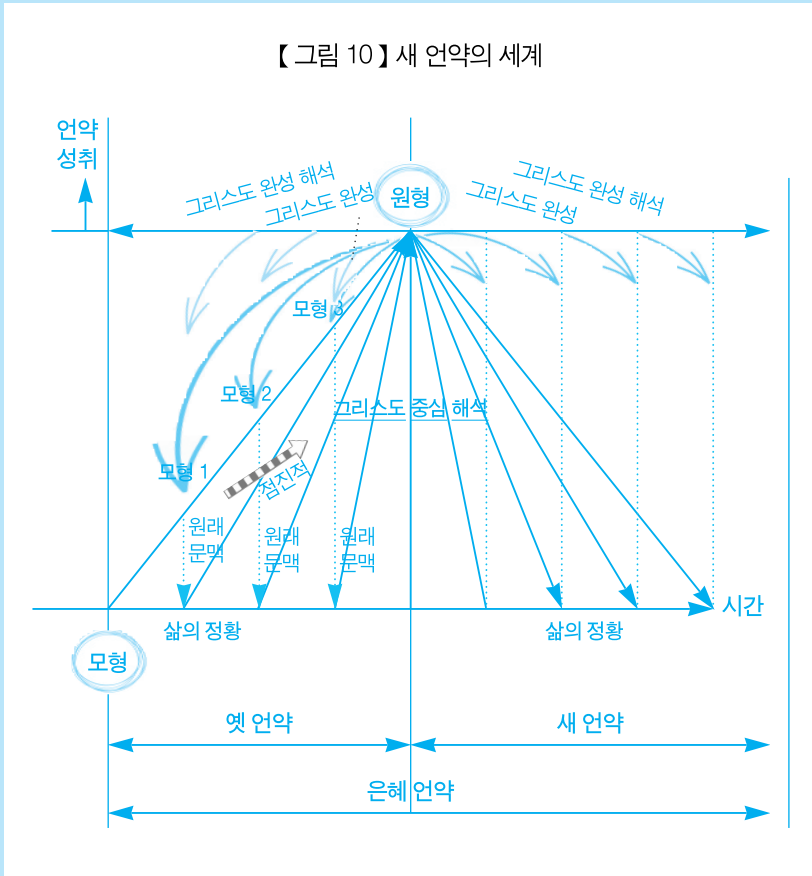 【 그림 10 】 새 언약의 세계
언약
성취
그리스도 완성 해석
그리스도 완성
원형
그리스도 완성 해석
그리스도 완성
모형 3
모형 2
그리스도 중심 해석
모형 1
점진적
원래
문맥
원래
문맥
원래
문맥
시간
삶의 정황
삶의 정황
모형
옛 언약
새 언약
은혜 언약